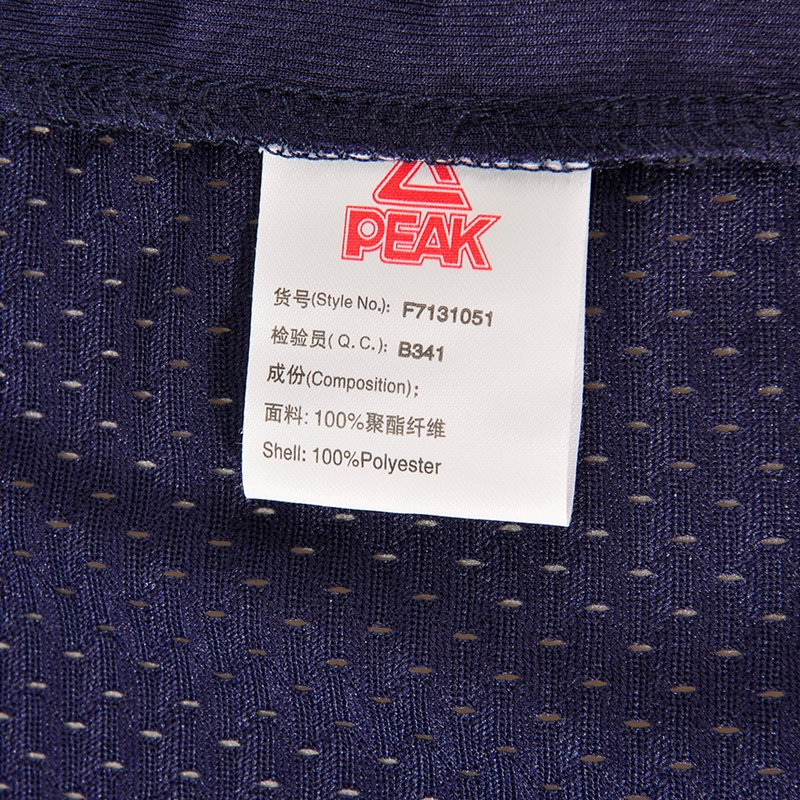 PEAK
货号(Style No.): F7131051
检验员(Q.C.): B341
成份(Composition);
面料: 100%聚酯纤维
Shell: 100%Polyester